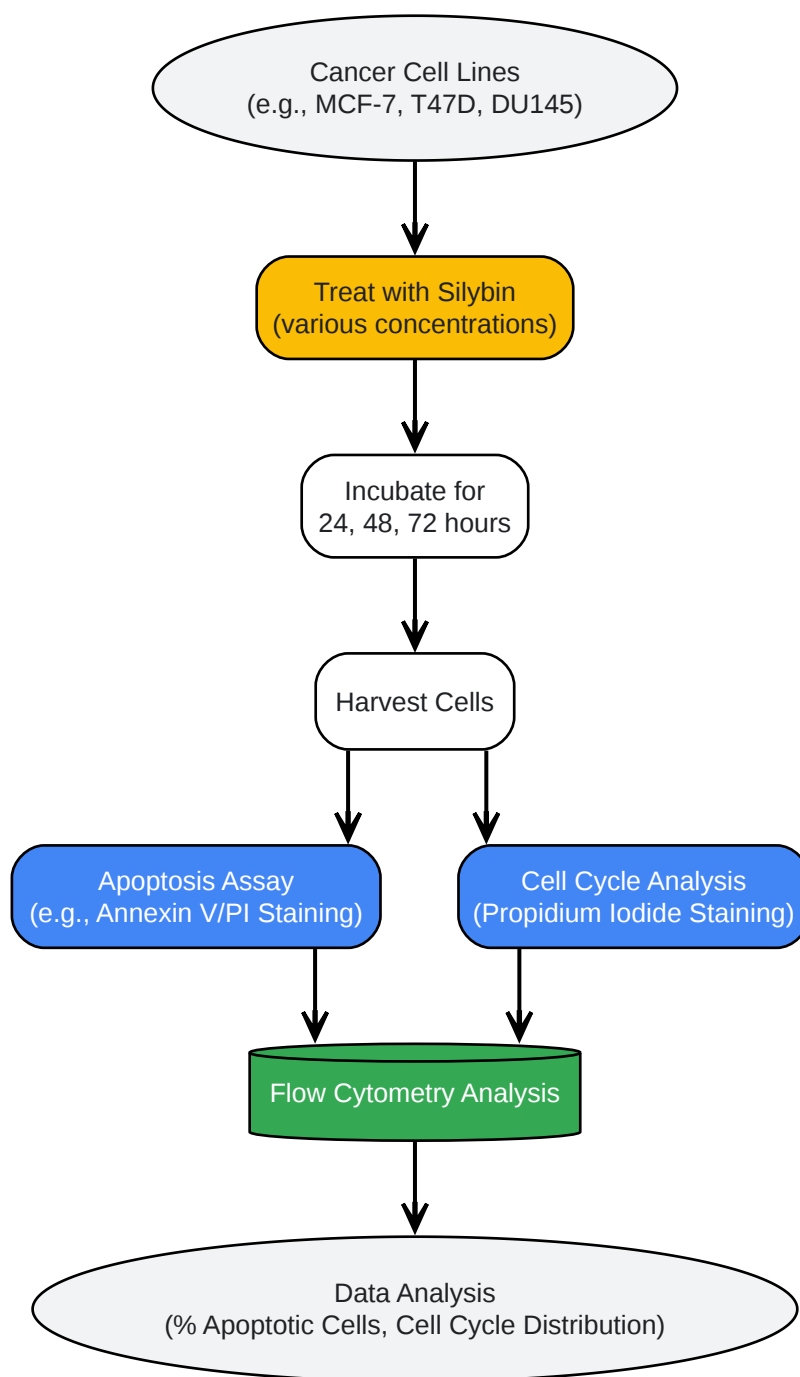 Cancer Cell Lines
(e.g., MCF-7, T47D, DU145)
Treat with Silybin
(various concentrations)
Incubate for
24, 48, 72 hours
Harvest Cells
Apoptosis Assay
(e.g., Annexin V/PI Staining)
Cell Cycle Analysis
(Propidium Iodide Staining)
Flow Cytometry Analysis
Data Analysis
(% Apoptotic Cells, Cell Cycle Distribution)